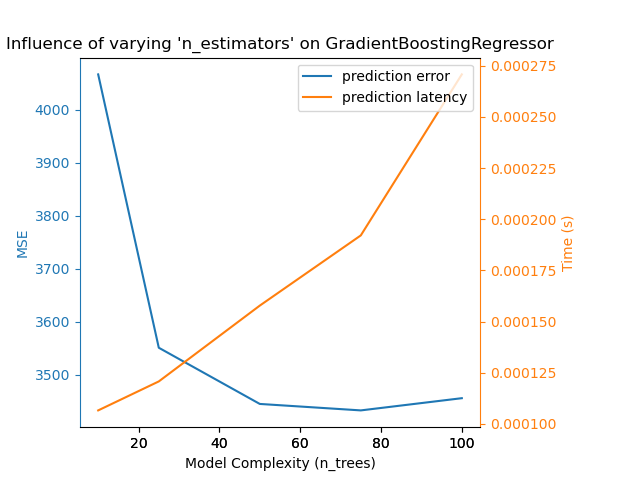 Influence of varying 'n_estimators' on GradientBoostingRegressor
prediction error
prediction latency
MSE
4000
3900
3800
3700
3600
3500
0.000275
0.000250
0.000225
0.000200
0.000175
0.000150
0.000125
0.000100
Time (s)
20 40 60 80 100
Model Complexity (n_trees)